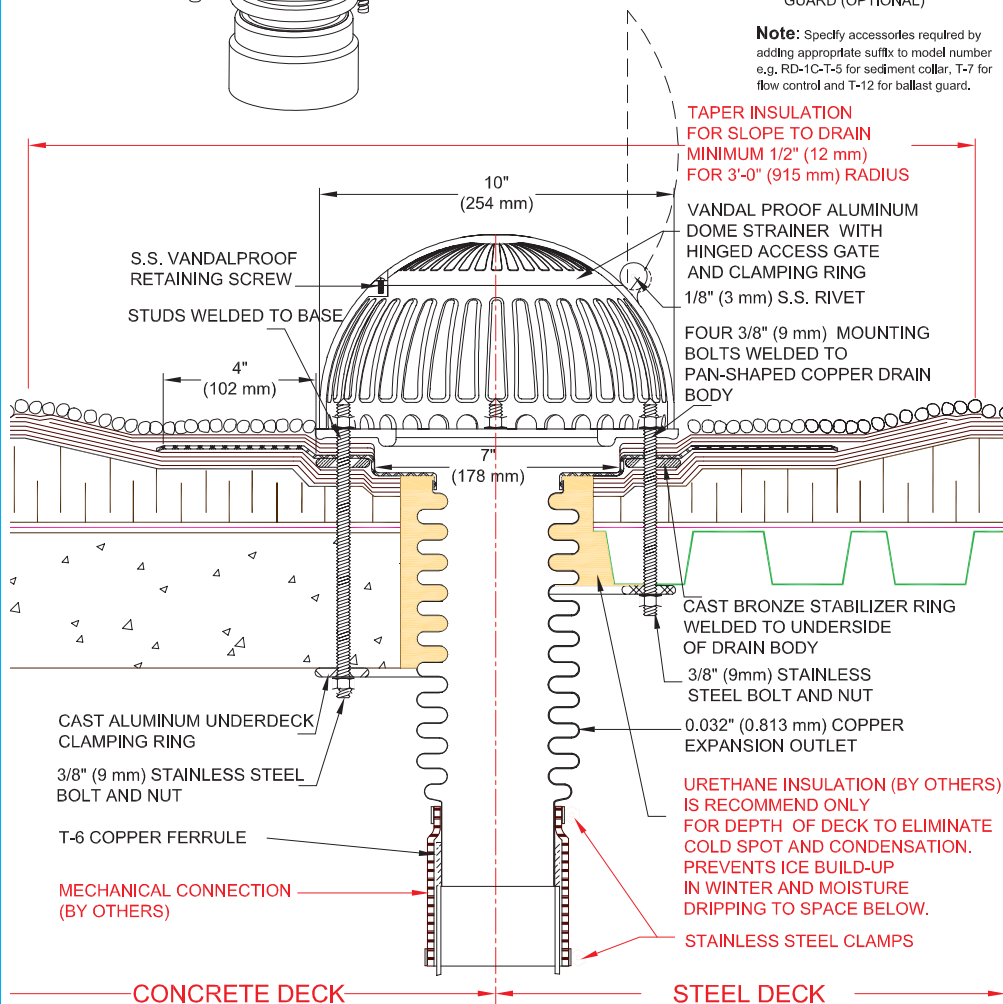 GUARD (OPTIONAL)
Note: Specify accessories required by
adding appropriate suffix to model number
e.g. RD-1C-T-5 for sediment collar, T-7 for
flow control and T-12 for ballast guard.
TAPER INSULATION
FOR SLOPE TO DRAIN
MINIMUM 1/2" (12 mm)
FOR 3'-0" (915 mm) RADIUS
10"
(254 mm)
VANDAL PROOF ALUMINUM
DOME STRAINER WITH
HINGED ACCESS GATE
AND CLAMPING RING
S.S. VANDALPROOF
RETAINING SCREW
1/8" (3 mm) S.S. RIVET
STUDS WELDED TO BASE
FOUR 3/8" (9 mm) MOUNTING
BOLTS WELDED TO
PAN-SHAPED COPPER DRAIN
BODY
4"
(102 mm)
7"
(178 mm)
CAST BRONZE STABILIZER RING
WELDED TO UNDERSIDE
OF DRAIN BODY
3/8" (9mm) STAINLESS
STEEL BOLT AND NUT
CAST ALUMINUM UNDERDECK
CLAMPING RING
0.032" (0.813 mm) COPPER
EXPANSION OUTLET
3/8" (9 mm) STAINLESS STEEL
BOLT AND NUT
URETHANE INSULATION (BY OTHERS)
IS RECOMMEND ONLY
FOR DEPTH OF DECK TO ELIMINATE
COLD SPOT AND CONDENSATION.
PREVENTS ICE BUILD-UP
IN WINTER AND MOISTURE
DRIPPING TO SPACE BELOW.
T-6 COPPER FERRULE
MECHANICAL CONNECTION
(BY OTHERS)
STAINLESS STEEL CLAMPS
CONCRETE DECK
STEEL DECK